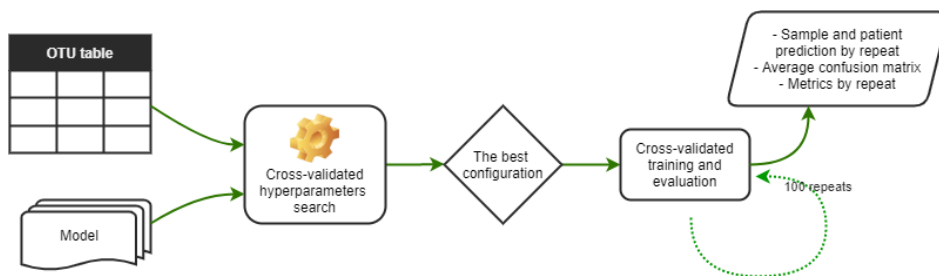 OTU table
Model
Cross-validated
hyperparameters
search
The best
configuration
Cross-validated
training and
evaluation
100 repeats
- Sample and patient
prediction by repeat
- Average confusion matrix
- Metrics by repeat